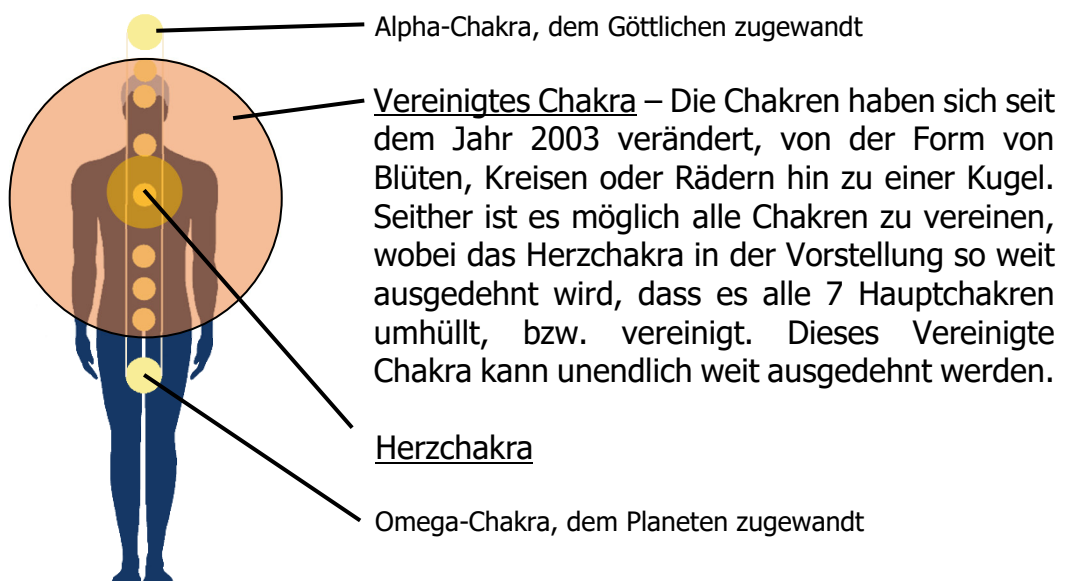 Alpha-Chakra, dem Göttlichen zugewandt
Vereinigtes Chakra – Die Chakren haben sich seit
dem Jahr 2003 verändert, von der Form von
Blüten, Kreisen oder Rädern hin zu einer Kugel.
Seither ist es möglich alle Chakren zu vereinen,
wobei das Herzchakra in der Vorstellung so weit
ausgedehnt wird, dass es alle 7 Hauptchakren
umhüllt, bzw. vereinigt. Dieses Vereinigte
Chakra kann unendlich weit ausgedehnt werden.
Herzchakra
Omega-Chakra, dem Planeten zugewandt